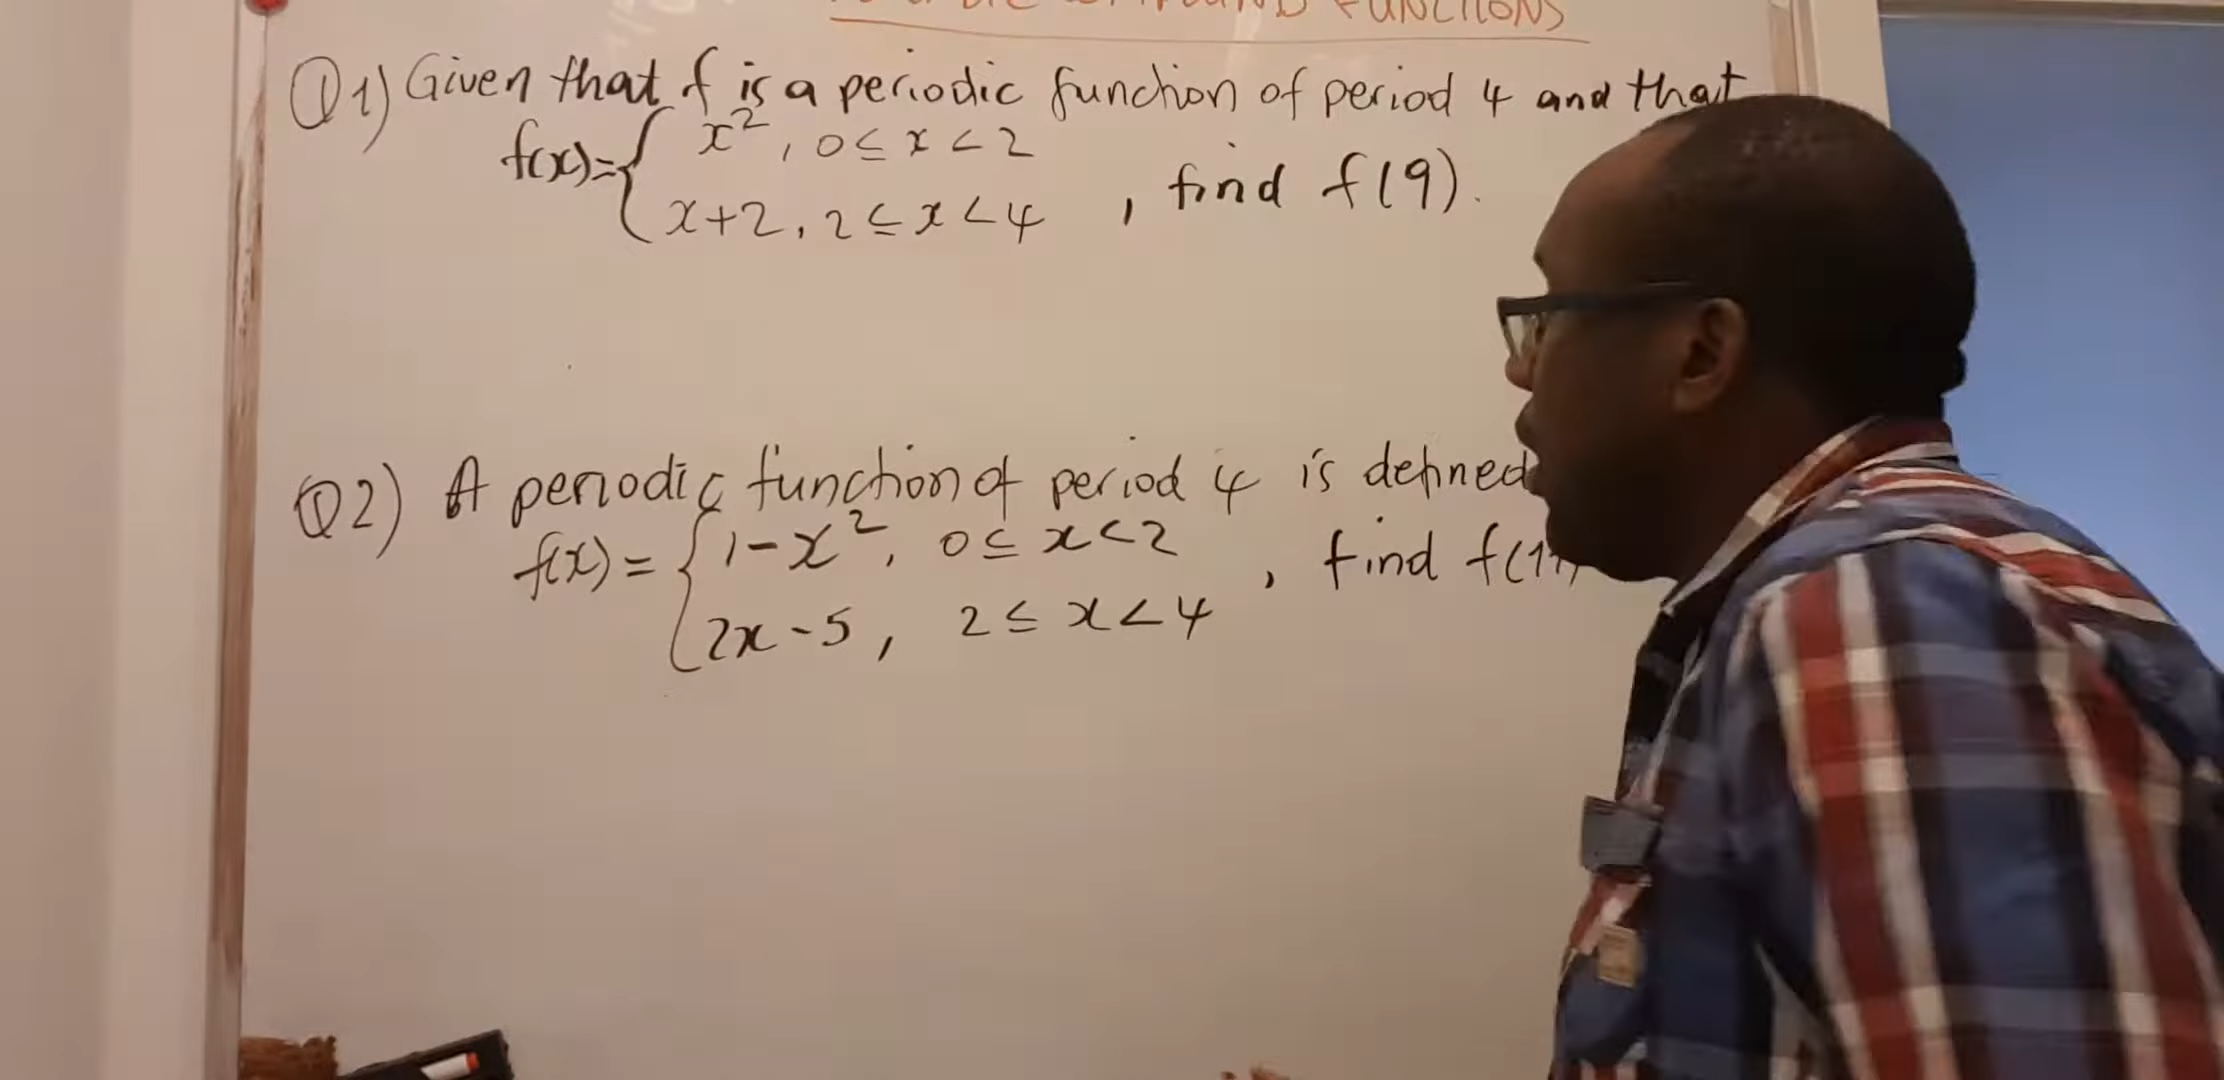 FUNCTIONS
Q1) Given that f is a periodic function of period 4 and that
f(x)={ x², 0≤x<2
x+2, 2≤x<4 , find f(9).
Q2) A periodic function of period 4 is defined
f(x)= { 1-x², 0≤x<2 , find
2x-5, 2≤x<4